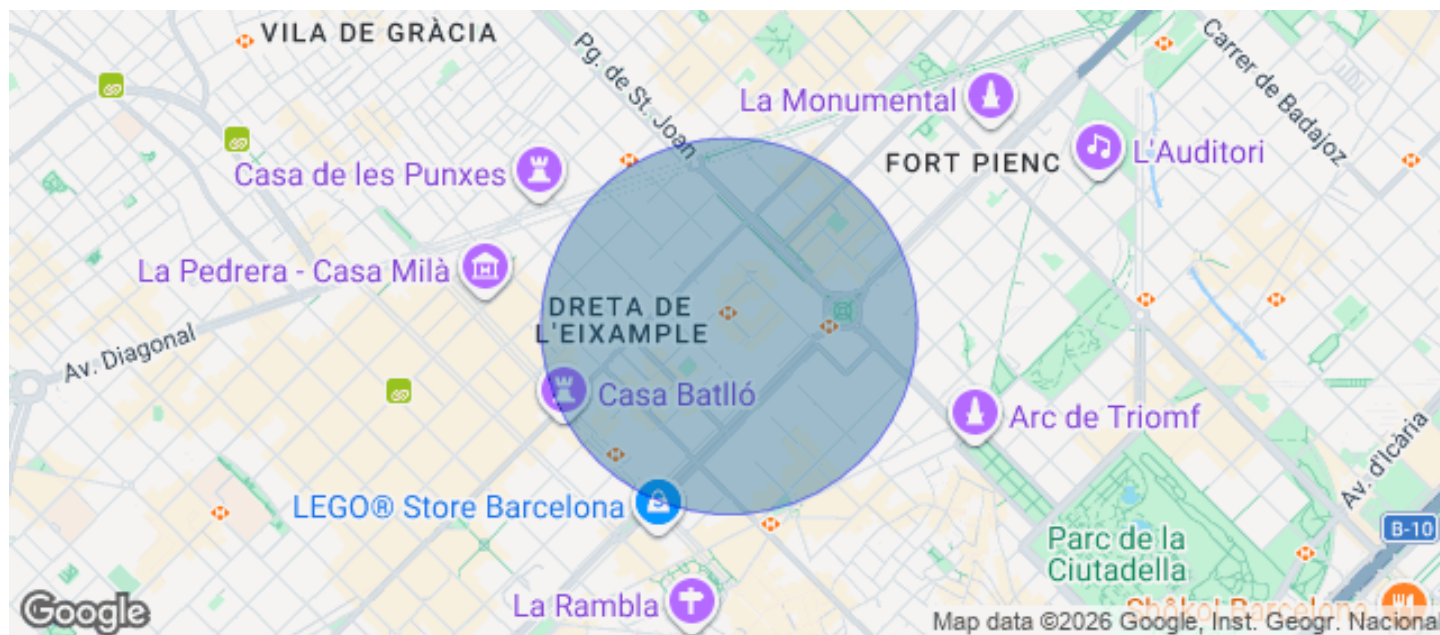 VILA DE GRÀCIA
Pg. de St. Joan
Carrer de Badajoz
La Monumental
FORT PIENC
L'Auditori
Casa de les Punxes
La Pedrera - Casa Milà
DRETA DE
L'EIXAMPLE
Av. Diagonal
Casa Batlló
Arc de Triomf
Av. d'Icària
LEGO® Store Barcelona
B-10
Parc de la
Ciutadella
La Rambla
Google
Barcelona
Map data ©2026 Google, Inst. Geogr. Nacional